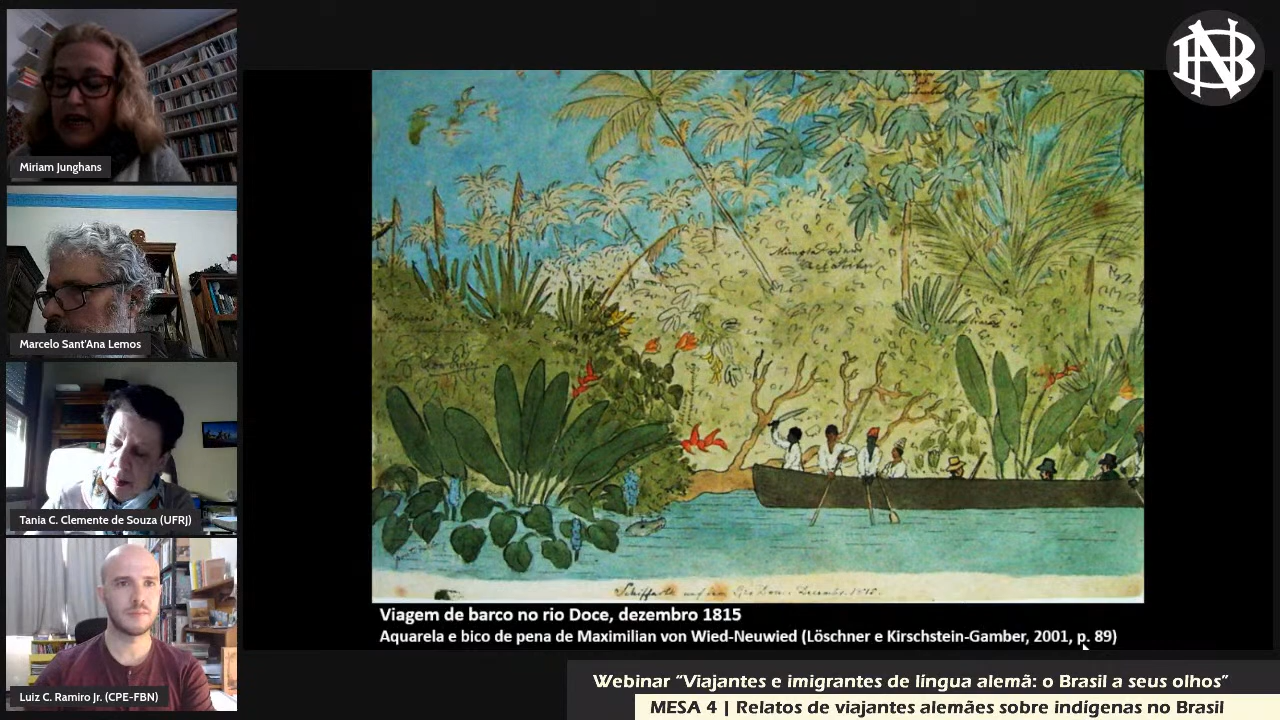 Miriam Junghans
Marcelo Sant'Ana Lemos
Tania C. Clemente de Souza (UFRJ)
Luiz C. Ramiro Jr. (CPE-FBN)
BN
Viagem de barco no rio Doce, dezembro 1815
Aquarela e bico de pena de Maximilian von Wied-Neuwied (Löschner e Kirschstein-Gamber, 2001, p. 89)
Webinar “Viajantes e imigrantes de língua alemã: o Brasil a seus olhos”
MESA 4 | Relatos de viajantes alemães sobre indígenas no Brasil